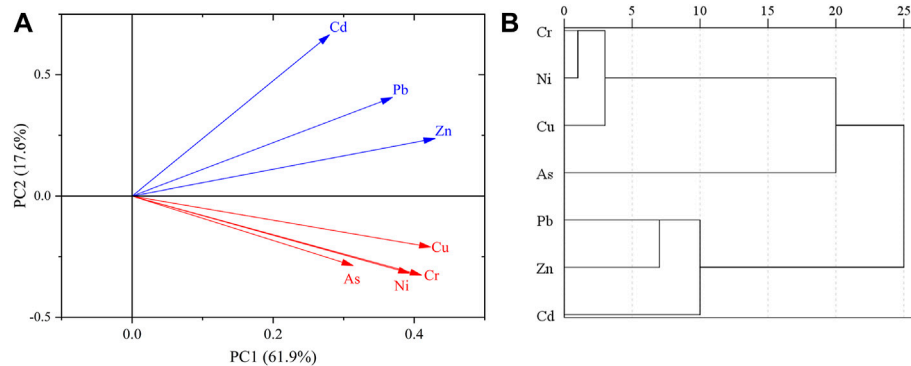 A
Cd
Pb
Zn
Cu
Cr
Ni
As
0.5
0.0
-0.5
PC2 (17.6%)
0.0
0.2
0.4
PC1 (61.9%)
B
0 5 10 15 20 25
Cr
Ni
Cu
As
Pb
Zn
Cd